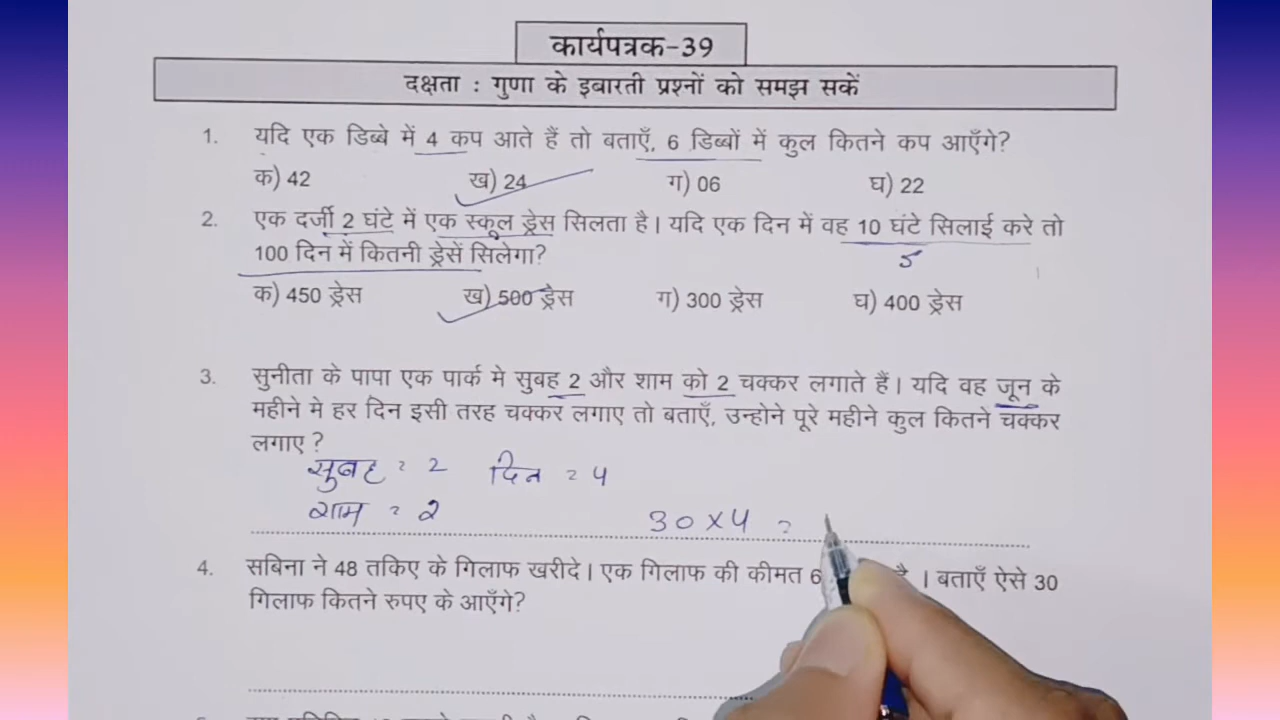 कार्यपत्रक-39
दक्षता : गुणा के इबारती प्रश्नों को समझ सकें
1. यदि एक डिब्बे में 4 कप आते हैं तो बताएँ, 6 डिब्बों में कुल कितने कप आएँगे?
क) 42 ख) 24 ग) 06 घ) 22
2. एक दर्जी 2 घंटे में एक स्कूल ड्रेस सिलता है। यदि एक दिन में वह 10 घंटे सिलाई करे तो
100 दिन में कितनी ड्रेसें सिलेगा?
5
क) 450 ड्रेस ख) 500 ड्रेस ग) 300 ड्रेस घ) 400 ड्रेस
3. सुनीता के पापा एक पार्क मे सुबह 2 और शाम को 2 चक्कर लगाते हैं। यदि वह जून के
महीने मे हर दिन इसी तरह चक्कर लगाए तो बताएँ, उन्होने पूरे महीने कुल कितने चक्कर
लगाए ?
सुबह = 2 दिन = 4
शाम = 2 30 x 4 =
4. सबिना ने 48 तकिए के गिलाफ खरीदे। एक गिलाफ की कीमत 6 है । बताएँ ऐसे 30
गिलाफ कितने रुपए के आएँगे?